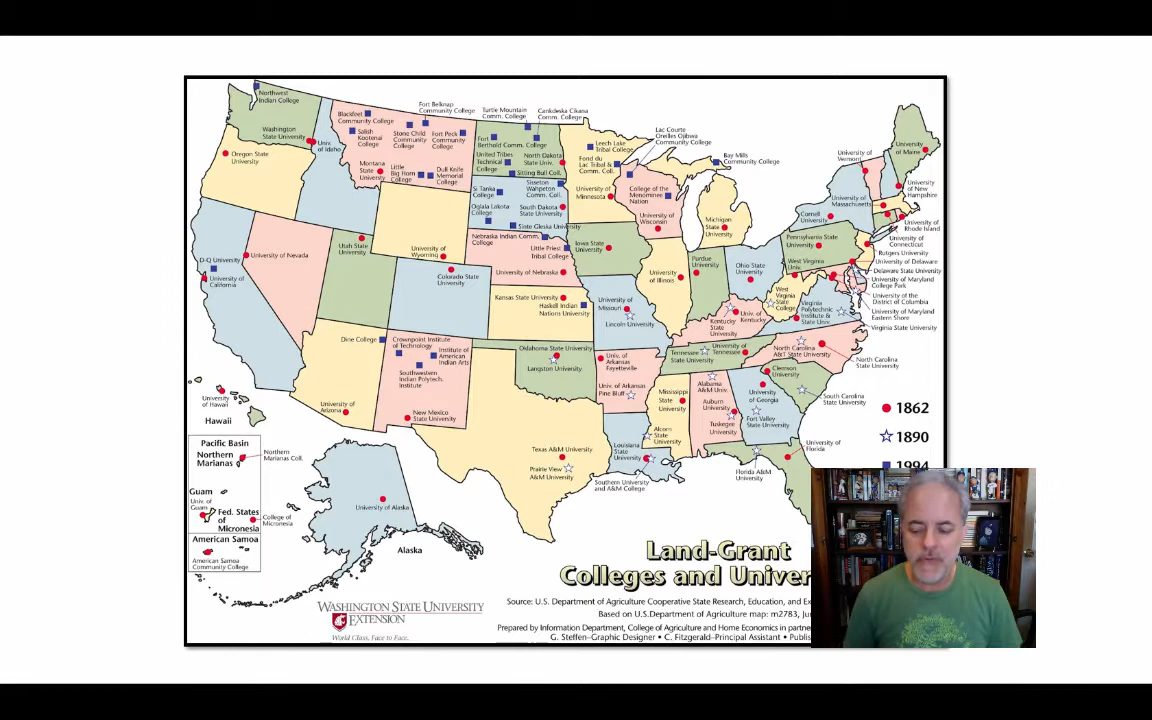 Northwest
Indian College
Washington
State University
Univ.
of Idaho
Oregon State
University
Blackfeet
Community College
Salish
Kootenai
College
Stone Child
Community
College
Fort Belknap
Community College
Fort Peck
Community
College
Montana
State
University
Little
Big Horn
College
Dull Knife
Memorial
College
Turtle Mountain
Comm. College
Cankdeska Cikana
Comm. College
Fort
Berthold Comm. College
United Tribes
Technical
College
North Dakota
State Univ.
Sitting Bull Coll.
Si Tanka
College
Sisseton
Wahpeton
Comm. Coll.
Oglala Lakota
College
South Dakota
State University
Sinte Gleska University
Nebraska Indian Comm.
College
Little Priest
Tribal College
University of Nebraska
Leech Lake
Tribal College
Fond du
Lac Tribal &
Comm. Coll.
University of
Minnesota
Lac Courte
Oreilles Ojibwa
Community College
College of the
Menominee
Nation
University of
Wisconsin
Bay Mills
Community College
Michigan
State
University
University of
Vermont
University
of Maine
University
of New
Hampshire
University of
Massachusetts
Cornell
University
University of
Rhode Island
University of
Connecticut
Rutgers University
University of Delaware
Delaware State University
University of Maryland
College Park
University of the
District of Columbia
University of Maryland
Eastern Shore
Virginia State University
Pennsylvania State
University
West Virginia
Univ.
West
Virginia
State
College
Virginia
Polytechnic
Institute &
State Univ.
Ohio State
University
Purdue
University
University
of Illinois
Iowa State
University
University of
Missouri
Lincoln University
Kansas State University
Haskell Indian
Nations University
University of
Wyoming
Colorado State
University
Utah State
University
University of Nevada
D-Q University
University of
California
Dine College
Crownpoint Institute
of Technology
Institute of
American
Indian Arts
Southwestern
Indian Polytech.
Institute
University of
Arizona
New Mexico
State University
Oklahoma State University
Langston University
Texas A&M University
Prairie View
A&M University
Univ. of
Arkansas
Fayetteville
Univ. of Arkansas
Pine Bluff
Louisiana
State
University
Southern University
and A&M College
Alcorn
State
University
Mississippi
State
University
Alabama
A&M Univ.
Auburn
University
Tuskegee
University
Kentucky
State
University
Univ. of
Kentucky
Tennessee
State University
University of
Tennessee
North Carolina
A&T State University
North Carolina
State University
Clemson
University
South Carolina
State University
University
of Georgia
Fort Valley
State University
Florida A&M
University
University of
Florida
University
of Hawaii
Hawaii
Pacific Basin
Northern
Marianas
Northern
Marianas Coll.
Guam
Univ. of
Guam
Fed. States
of
Micronesia
College of
Micronesia
American Samoa
American Samoa
Community College
University of Alaska
Alaska
1862
1890
1994
Land-Grant
Colleges and Univer
Source: U.S. Department of Agriculture Cooperative State Research, Education, and Ex
Based on U.S.Department of Agriculture map: m2783, Ju
Prepared by Information Department, College of Agriculture and Home Economics in partne
G. Steffen–Graphic Designer • C. Fitzgerald–Principal Assistant • Publis
WASHINGTON STATE UNIVERSITY
EXTENSION
World Class. Face to Face.